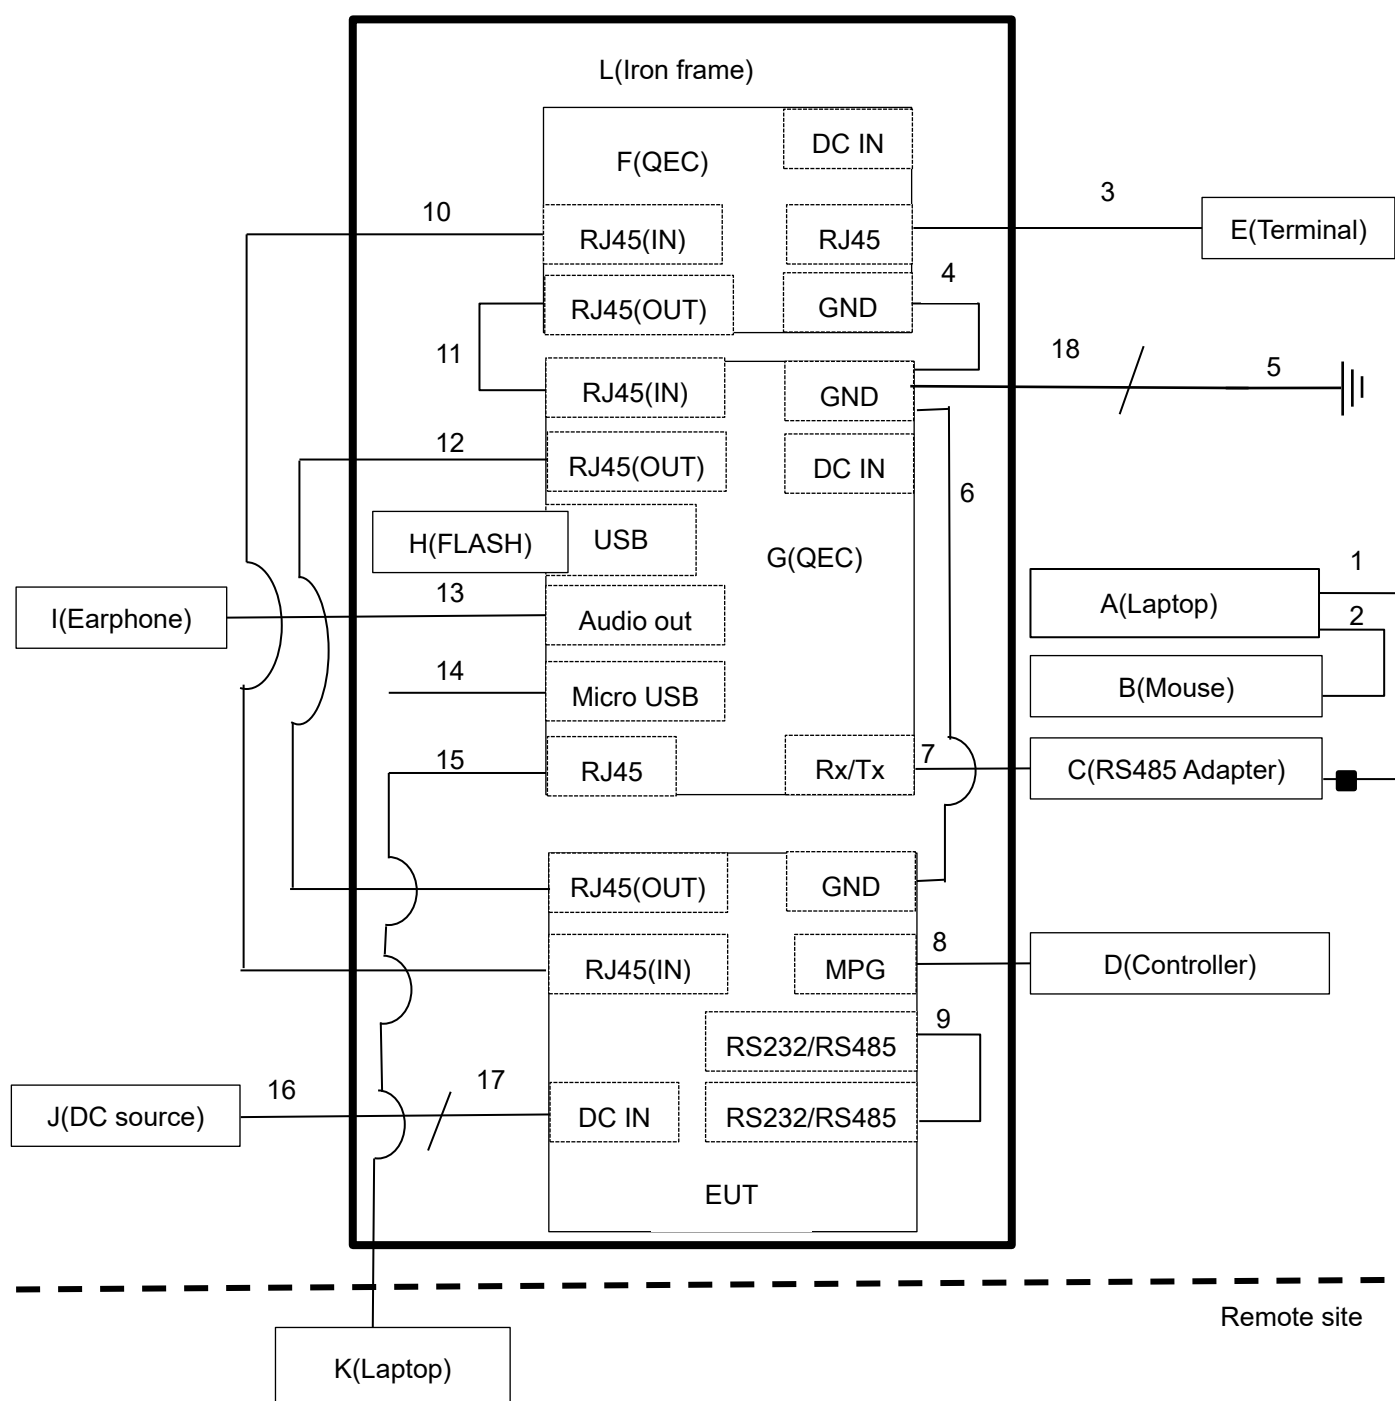 L(Iron frame)
DC IN
F(QEC)
10
3
RJ45(IN)
RJ45
E(Terminal)
4
RJ45(OUT)
GND
11
18
5
RJ45(IN)
GND
12
RJ45(OUT)
DC IN
6
H(FLASH)
USB
G(QEC)
1
13
A(Laptop)
2
I(Earphone)
Audio out
14
Micro USB
B(Mouse)
15
RJ45
Rx/Tx
7
C(RS485 Adapter)
RJ45(OUT)
GND
8
RJ45(IN)
MPG
D(Controller)
9
RS232/RS485
16
17
J(DC source)
DC IN
RS232/RS485
EUT
Remote site
K(Laptop)